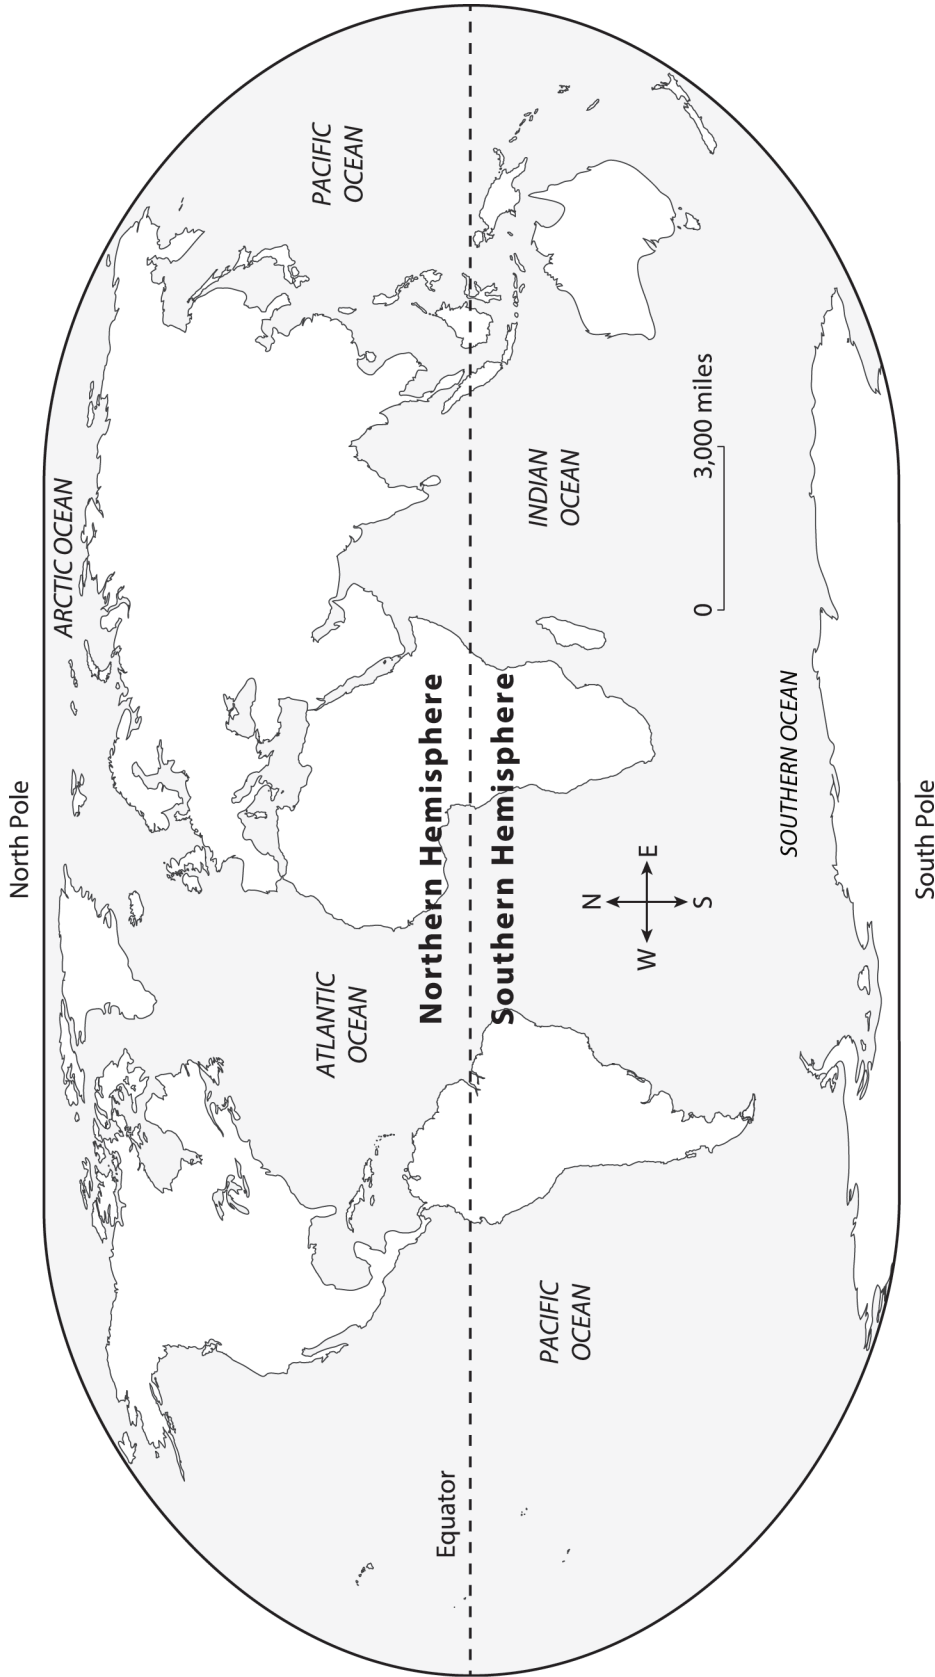 North Pole
ARCTIC OCEAN
PACIFIC
OCEAN
ATLANTIC
OCEAN
Northern Hemisphere
Equator
Southern Hemisphere
INDIAN
OCEAN
PACIFIC
OCEAN
N
W
E
S
0
3,000 miles
SOUTHERN OCEAN
South Pole